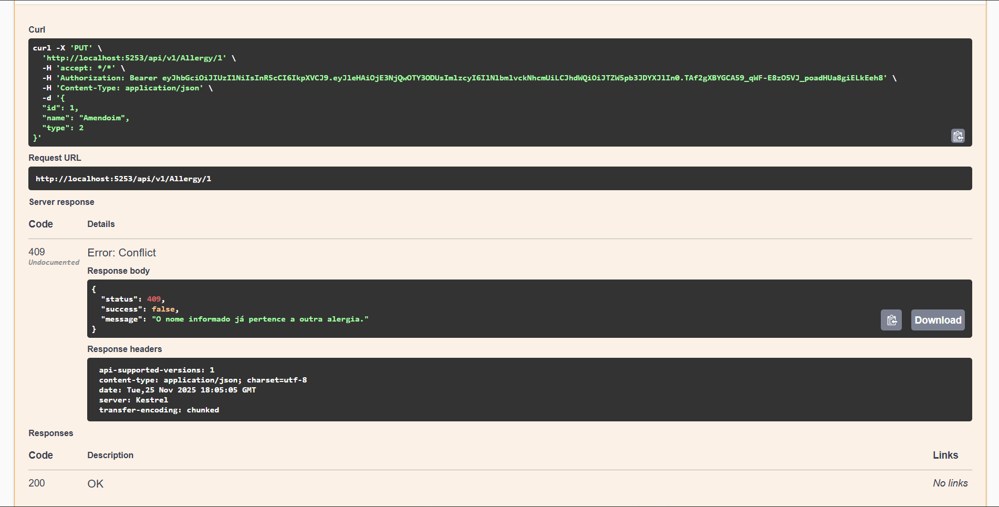 Curl
curl -X 'PUT' \
'http://localhost:5253/api/v1/Allergy/1' \
-H 'accept: */*' \
-H 'Authorization: Bearer eyJhbGciOiJIUzI1NiIsInR5cCI6IkpXVCJ9.eyJleHAiOjE3NjQwOTY3ODUsImlzcyI6IlNlbmlvckNhcmUiLCJhdWQiOiJTZW5pb3JDYXJlIn0.TAf2gXBYGCA59_qWF-E8zO5VJ_poadHUa8giELkEeh8' \
-H 'Content-Type: application/json' \
-d '{
"id": 1,
"name": "Amendoim",
"type": 2
}'
Request URL
http://localhost:5253/api/v1/Allergy/1
Server response
Code Details
409 Error: Conflict
Undocumented
Response body
{
"status": 409,
"success": false,
"message": "O nome informado já pertence a outra alergia."
}
Download
Response headers
api-supported-versions: 1
content-type: application/json; charset=utf-8
date: Tue,25 Nov 2025 18:05:05 GMT
server: Kestrel
transfer-encoding: chunked
Responses
Code Description Links
200 OK No links